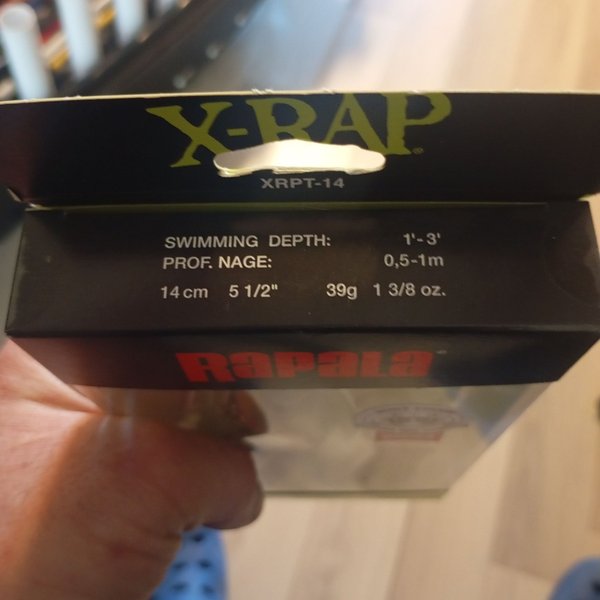 X-RAP®
XRPT-14
SWIMMING DEPTH: 1'-3'
PROF. NAGE: 0,5-1m
14cm 5 1/2" 39g 1 3/8 oz.
Rapala